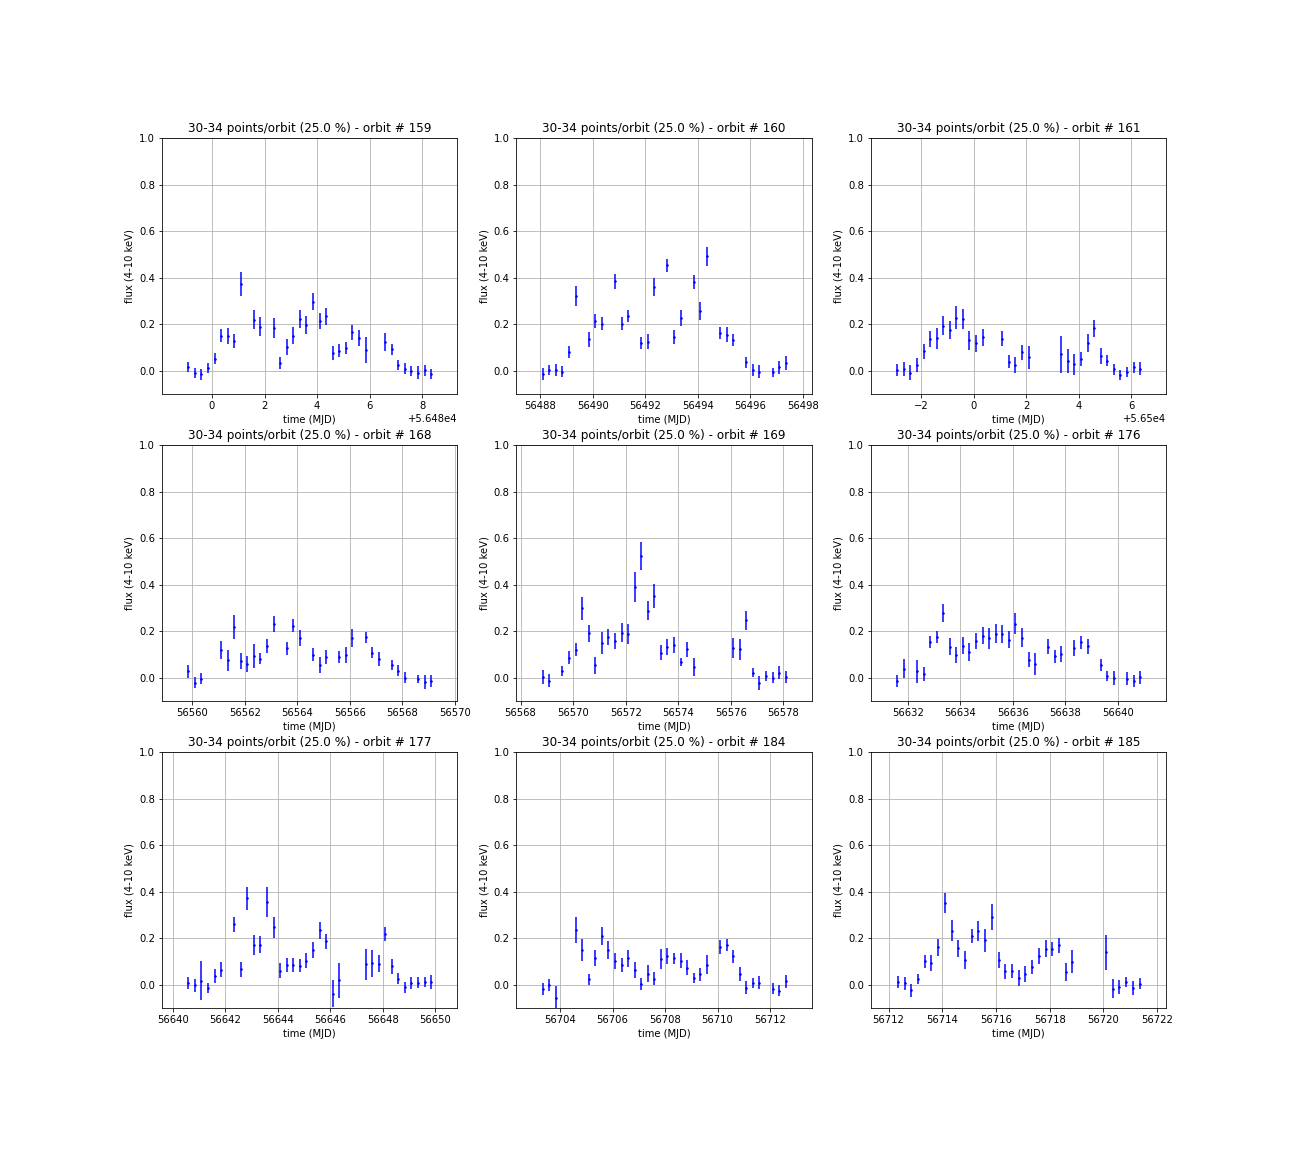 30-34 points/orbit (25.0 %) - orbit # 159
1.0
0.8
0.6
0.4
0.2
0.0
flux (4-10 keV)
0 2 4 6 8
time (MJD) +5.648e4
30-34 points/orbit (25.0 %) - orbit # 160
1.0
0.8
0.6
0.4
0.2
0.0
flux (4-10 keV)
56488 56490 56492 56494 56496 56498
time (MJD)
30-34 points/orbit (25.0 %) - orbit # 161
1.0
0.8
0.6
0.4
0.2
0.0
flux (4-10 keV)
−2 0 2 4 6
time (MJD) +5.65e4
30-34 points/orbit (25.0 %) - orbit # 168
1.0
0.8
0.6
0.4
0.2
0.0
flux (4-10 keV)
56560 56562 56564 56566 56568 56570
time (MJD)
30-34 points/orbit (25.0 %) - orbit # 169
1.0
0.8
0.6
0.4
0.2
0.0
flux (4-10 keV)
56568 56570 56572 56574 56576 56578
time (MJD)
30-34 points/orbit (25.0 %) - orbit # 176
1.0
0.8
0.6
0.4
0.2
0.0
flux (4-10 keV)
56632 56634 56636 56638 56640
time (MJD)
30-34 points/orbit (25.0 %) - orbit # 177
1.0
0.8
0.6
0.4
0.2
0.0
flux (4-10 keV)
56640 56642 56644 56646 56648 56650
time (MJD)
30-34 points/orbit (25.0 %) - orbit # 184
1.0
0.8
0.6
0.4
0.2
0.0
flux (4-10 keV)
56704 56706 56708 56710 56712
time (MJD)
30-34 points/orbit (25.0 %) - orbit # 185
1.0
0.8
0.6
0.4
0.2
0.0
flux (4-10 keV)
56712 56714 56716 56718 56720 56722
time (MJD)